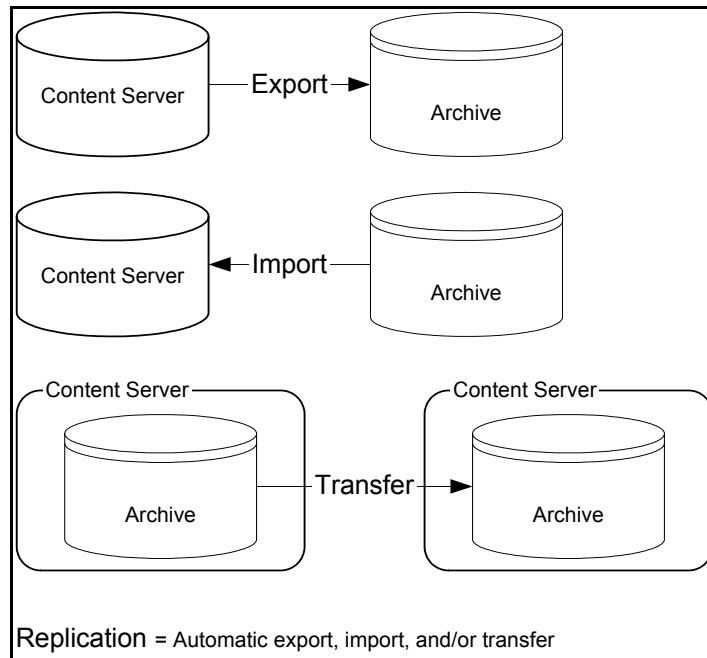 Content Server
Export
Archive
Content Server
Import
Archive
Content Server
Content Server
Archive
Transfer
Archive
Replication = Automatic export, import, and/or transfer